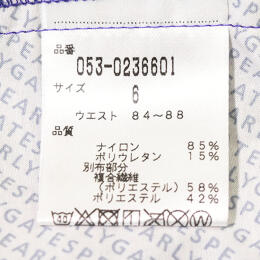 品番
053-0236601
サイズ
6
ウエスト 84～88
品質
ナイロン 85%
ポリウレタン 15%
別布部分
複合繊維
(ポリエステル) 58%
ポリエステル 42%
PEARLY GATES